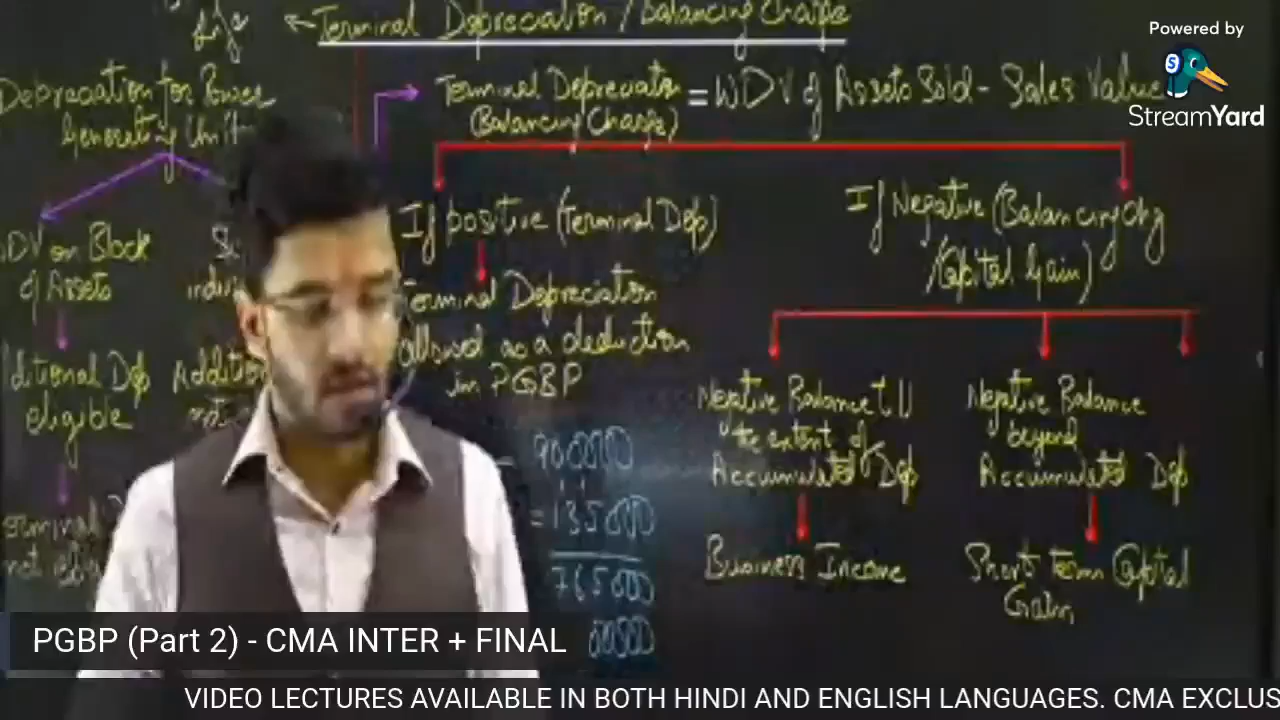 Terminal Depreciation / Balancing Charge
Depreciation for Power
Generating Unit
WDV on Block
of Assets
Additional Dep
eligible
Terminal Depreciation
(Balancing Charge)
= WDV of Assets Sold - Sales Value
If positive (Terminal Dep)
Terminal Depreciation
allowed as a deduction
in PGBP
If Negative (Balancing Chg
/Capital Gain)
Negative Balance till
the extent of
Accumulated Dep
Business Income
Negative Balance
beyond
Accumulated Dep
Short term Capital
Gain
- 900000
= 135000
765000
Powered by
S
StreamYard
PGBP (Part 2) - CMA INTER + FINAL
VIDEO LECTURES AVAILABLE IN BOTH HINDI AND ENGLISH LANGUAGES. CMA EXCLUS